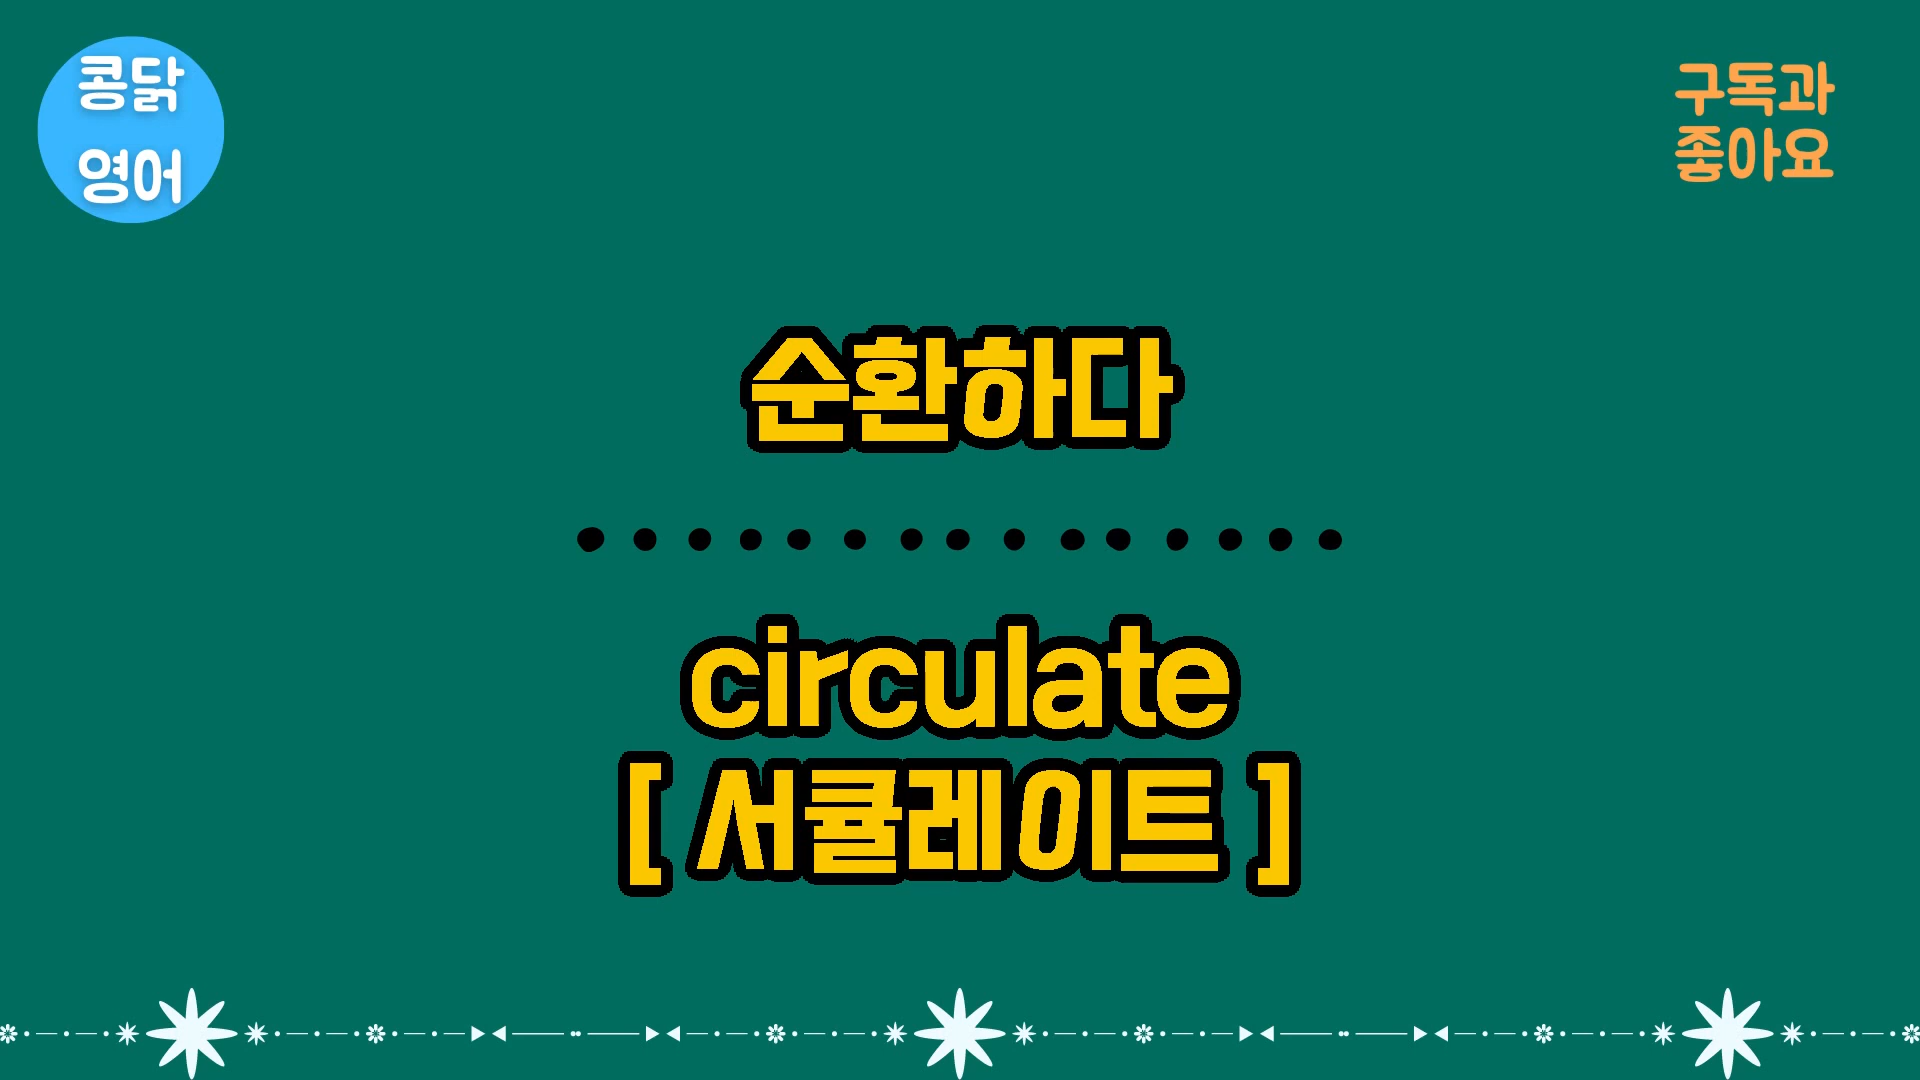 콩닭
영어
구독과
좋아요
순환하다
circulate
[ 서큘레이트 ]